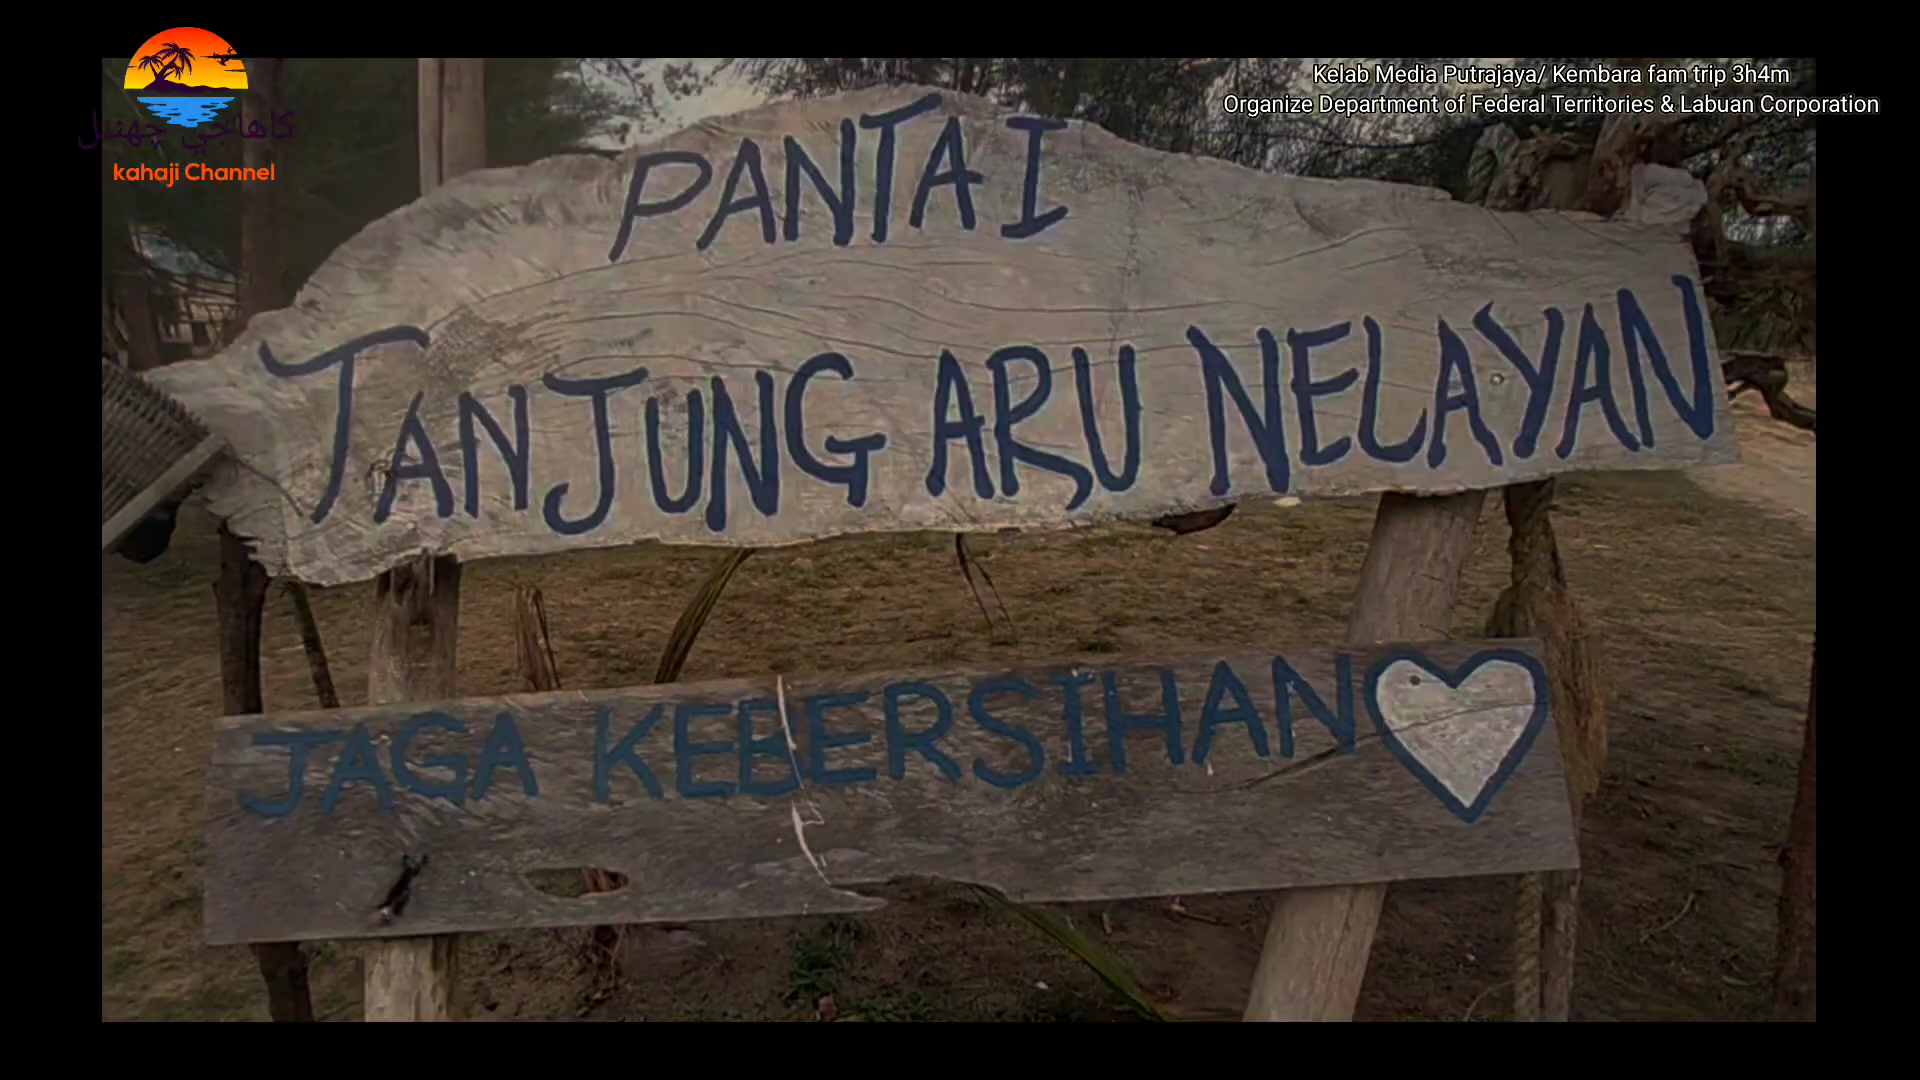 كاهاجي چهنيل
kahaji Channel
Kelab Media Putrajaya/ Kembara fam trip 3h4m
Organize Department of Federal Territories & Labuan Corporation
PANTAI
TANJUNG ARU NELAYAN
JAGA KEBERSIHAN